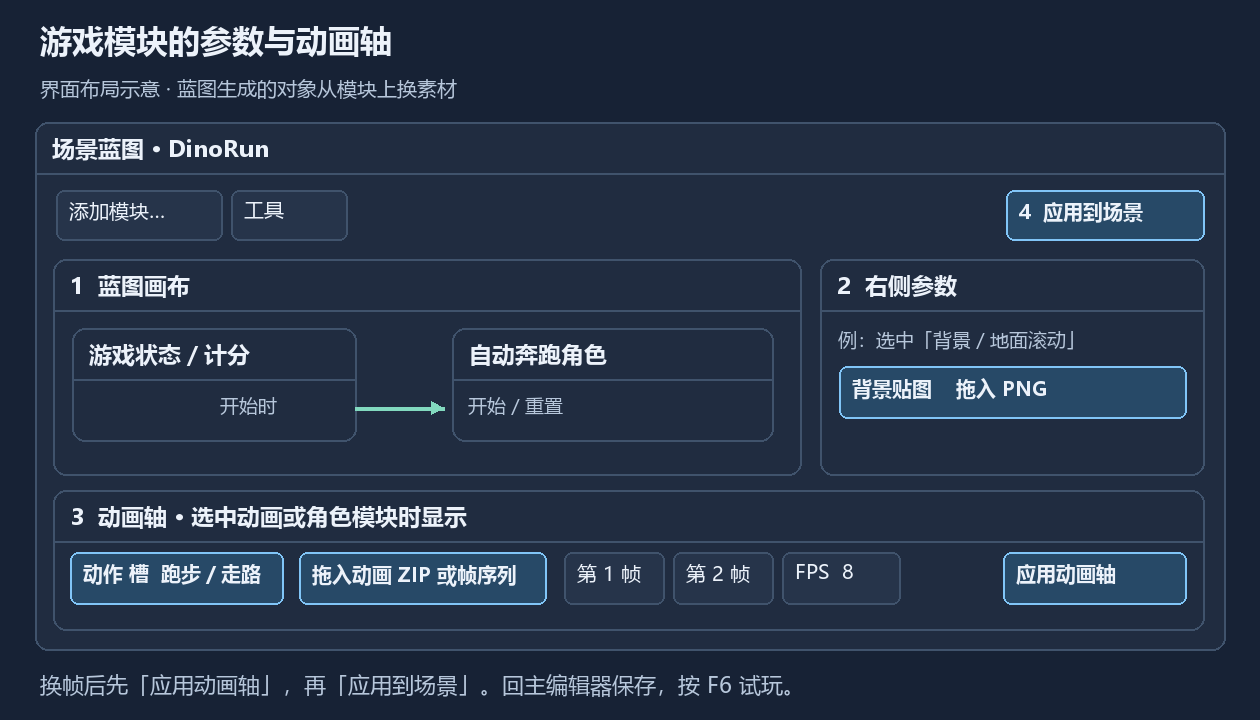 游戏模块的参数与动画轴
界面布局示意 · 蓝图生成的对象从模块上换素材
场景蓝图 • DinoRun
添加模块...
工具
4 应用到场景
1 蓝图画布
游戏状态 / 计分
开始时
自动奔跑角色
开始 / 重置
2 右侧参数
例：选中「背景 / 地面滚动」
背景贴图 拖入 PNG
3 动画轴 • 选中动画或角色模块时显示
动作 槽 跑步 / 走路
拖入动画 ZIP 或帧序列
第 1 帧
第 2 帧
FPS 8
应用动画轴
换帧后先「应用动画轴」，再「应用到场景」。回主编辑器保存，按 F6 试玩。